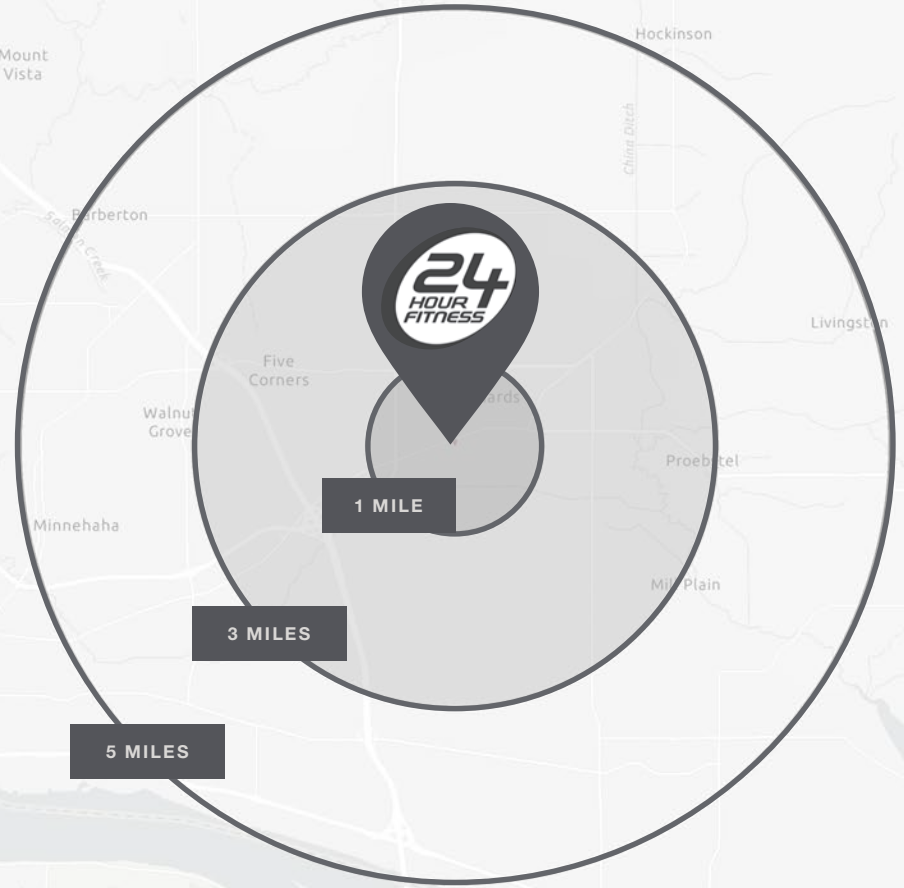 Hockinson
Mount
Vista
China Ditch
Barberton
Salmon Creek
24
HOUR
FITNESS
Livingston
Five
Corners
ards
Walnut
Grove
Proebstel
1 MILE
Minnehaha
Mill Plain
3 MILES
5 MILES